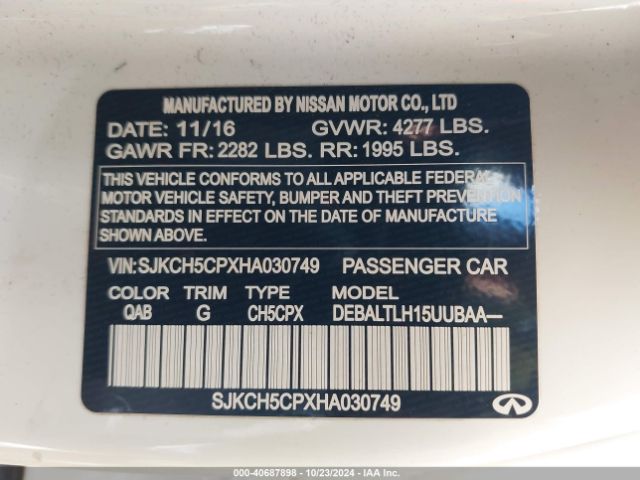 MANUFACTURED BY NISSAN MOTOR CO., LTD
DATE: 11/16 GVWR: 4277 LBS.
GAWR FR: 2282 LBS. RR: 1995 LBS.
THIS VEHICLE CONFORMS TO ALL APPLICABLE FEDERAL
MOTOR VEHICLE SAFETY, BUMPER AND THEFT PREVENTION
STANDARDS IN EFFECT ON THE DATE OF MANUFACTURE
SHOWN ABOVE.
VIN:SJKCH5CPXHA030749 PASSENGER CAR
COLOR TRIM TYPE MODEL
QAB G CH5CPX DEBALTLH15UUBAA—
SJKCH5CPXHA030749
000-40687898 - 10/23/2024 - IAA Inc.